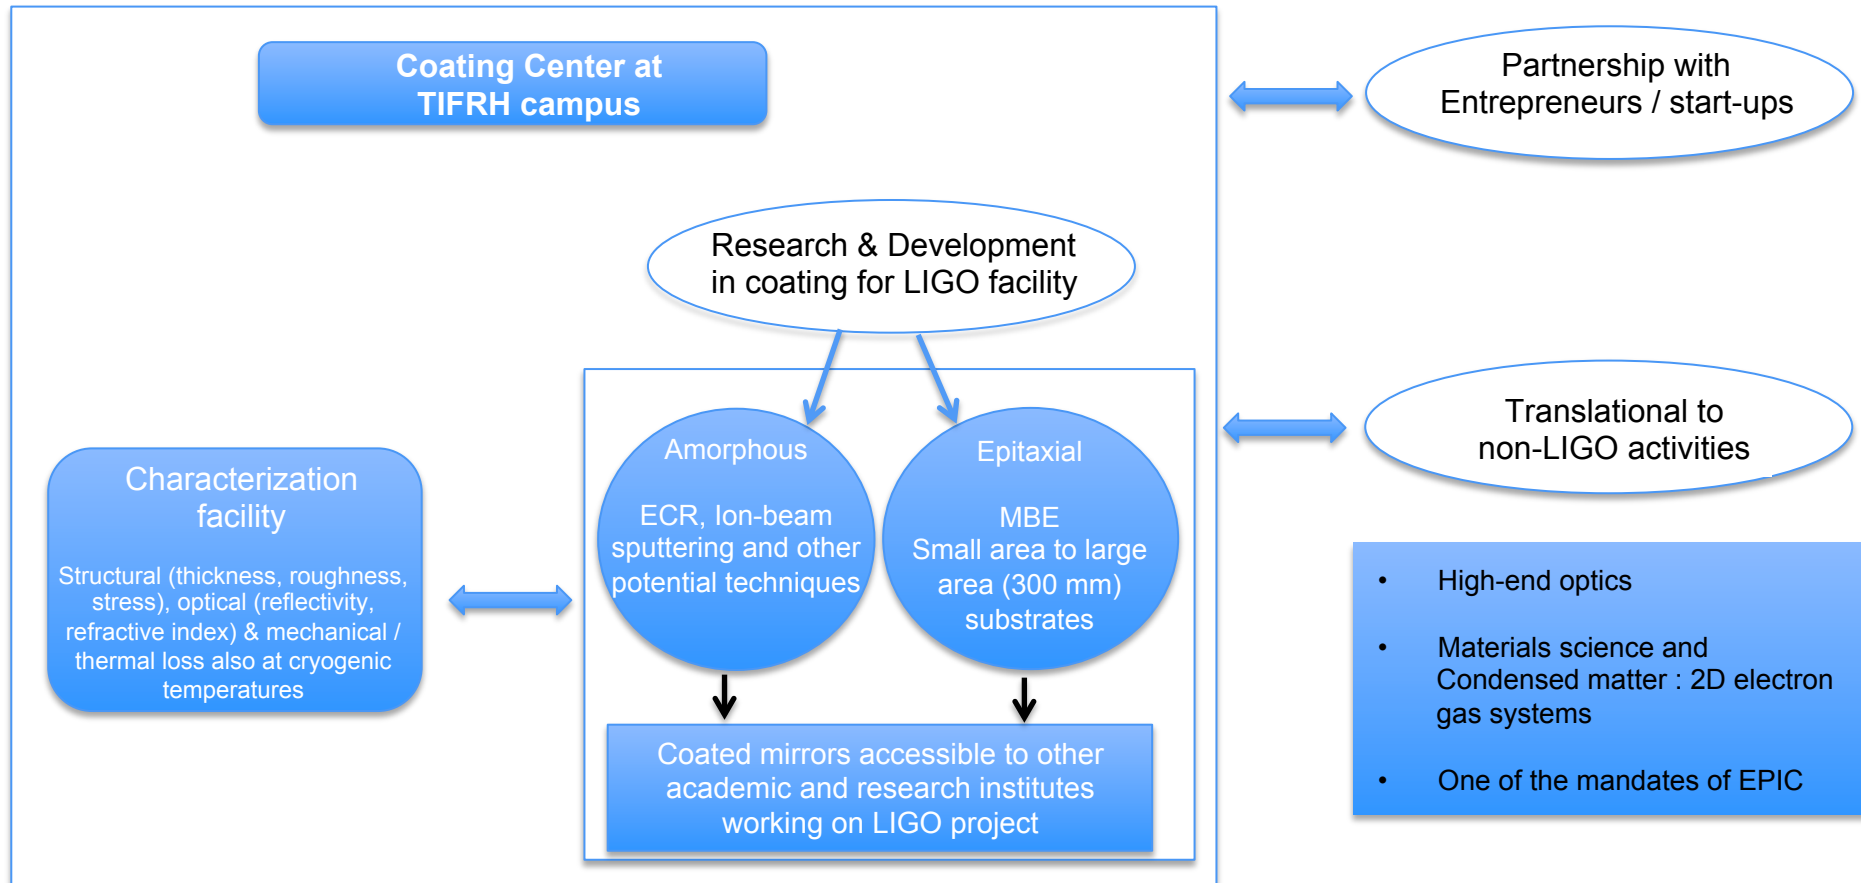 Coating Center at
TIFRH campus
Partnership with
Entrepreneurs / start-ups
Research & Development
in coating for LIGO facility
Translational to
non-LIGO activities
Characterization
facility
Structural (thickness, roughness,
stress), optical (reflectivity,
refractive index) & mechanical /
thermal loss also at cryogenic
temperatures
Amorphous
ECR, Ion-beam
sputtering and other
potential techniques
Epitaxial
MBE
Small area to large
area (300 mm)
substrates
Coated mirrors accessible to other
academic and research institutes
working on LIGO project
• High-end optics
• Materials science and
Condensed matter : 2D electron
gas systems
• One of the mandates of EPIC